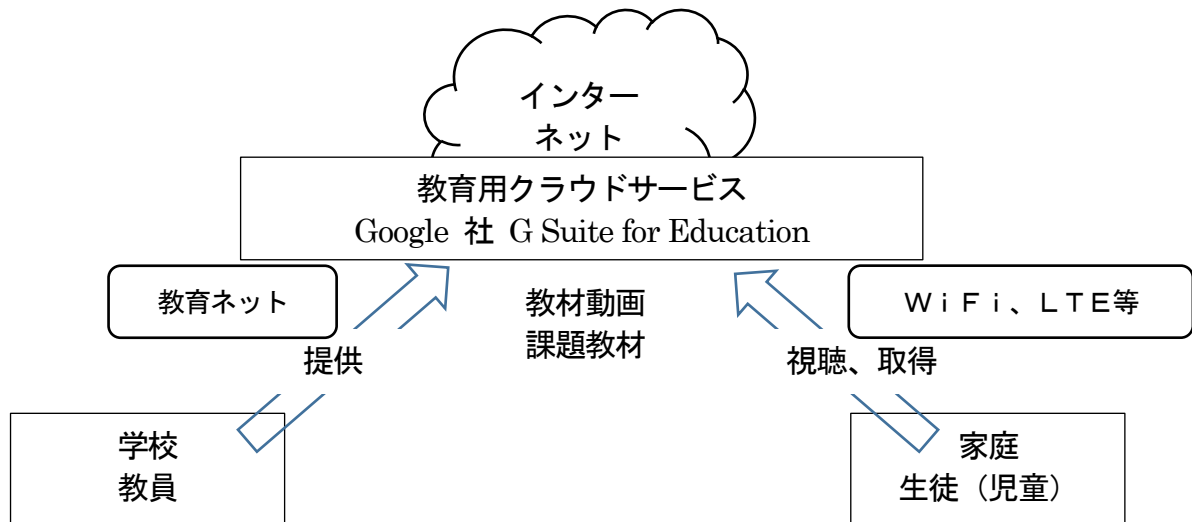 インター
ネット
教育用クラウドサービス
Google 社 G Suite for Education
教育ネット
教材動画
課題教材
ＷｉＦｉ、ＬＴＥ等
提供
視聴、取得
学校
教員
家庭
生徒（児童）